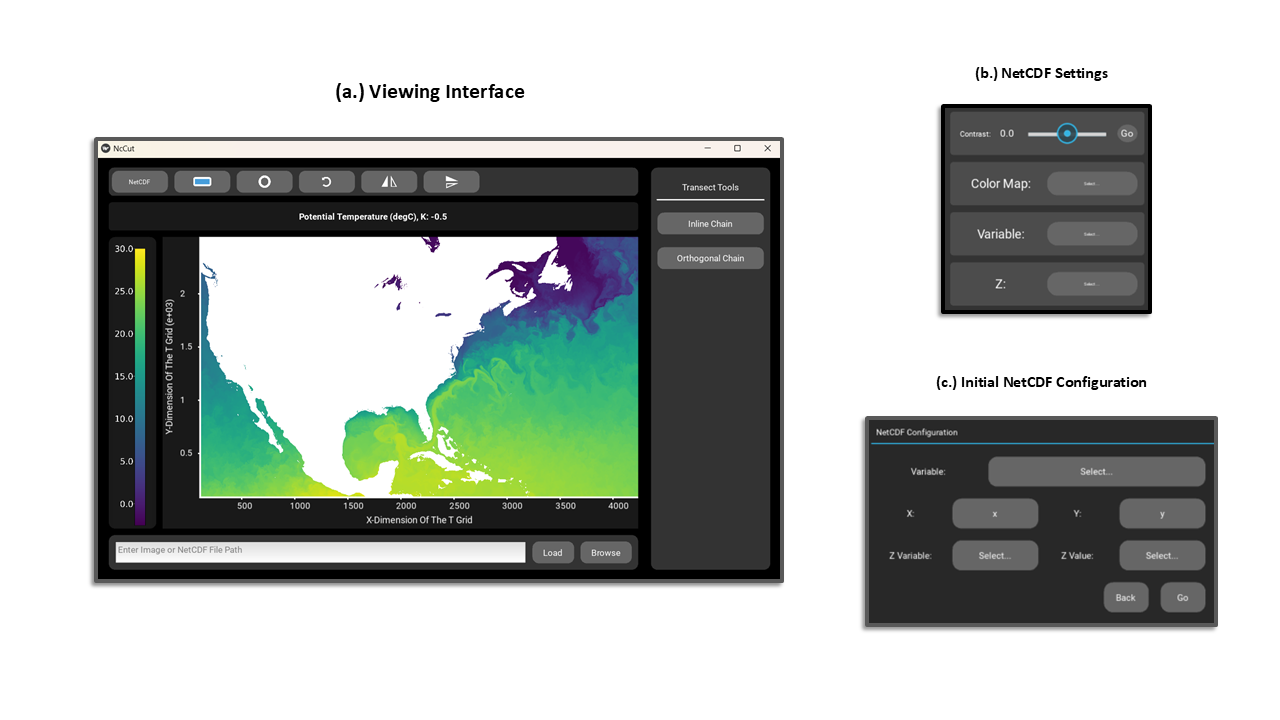 (a.) Viewing Interface
NcCut
NetCDF
Potential Temperature (degC), K: -0.5
30.0
25.0
20.0
15.0
10.0
5.0
0.0
Y-Dimension Of The T Grid (e+03)
2
1.5
1
0.5
500
1000
1500
2000
2500
3000
3500
4000
X-Dimension Of The T Grid
Enter Image or NetCDF File Path
Load
Browse
Transect Tools
Inline Chain
Orthogonal Chain
(b.) NetCDF Settings
Contrast: 0.0 Go
Color Map: Select...
Variable: Select...
Z: Select...
(c.) Initial NetCDF Configuration
NetCDF Configuration
Variable: Select...
X: x Y: y
Z Variable: Select... Z Value: Select...
Back Go